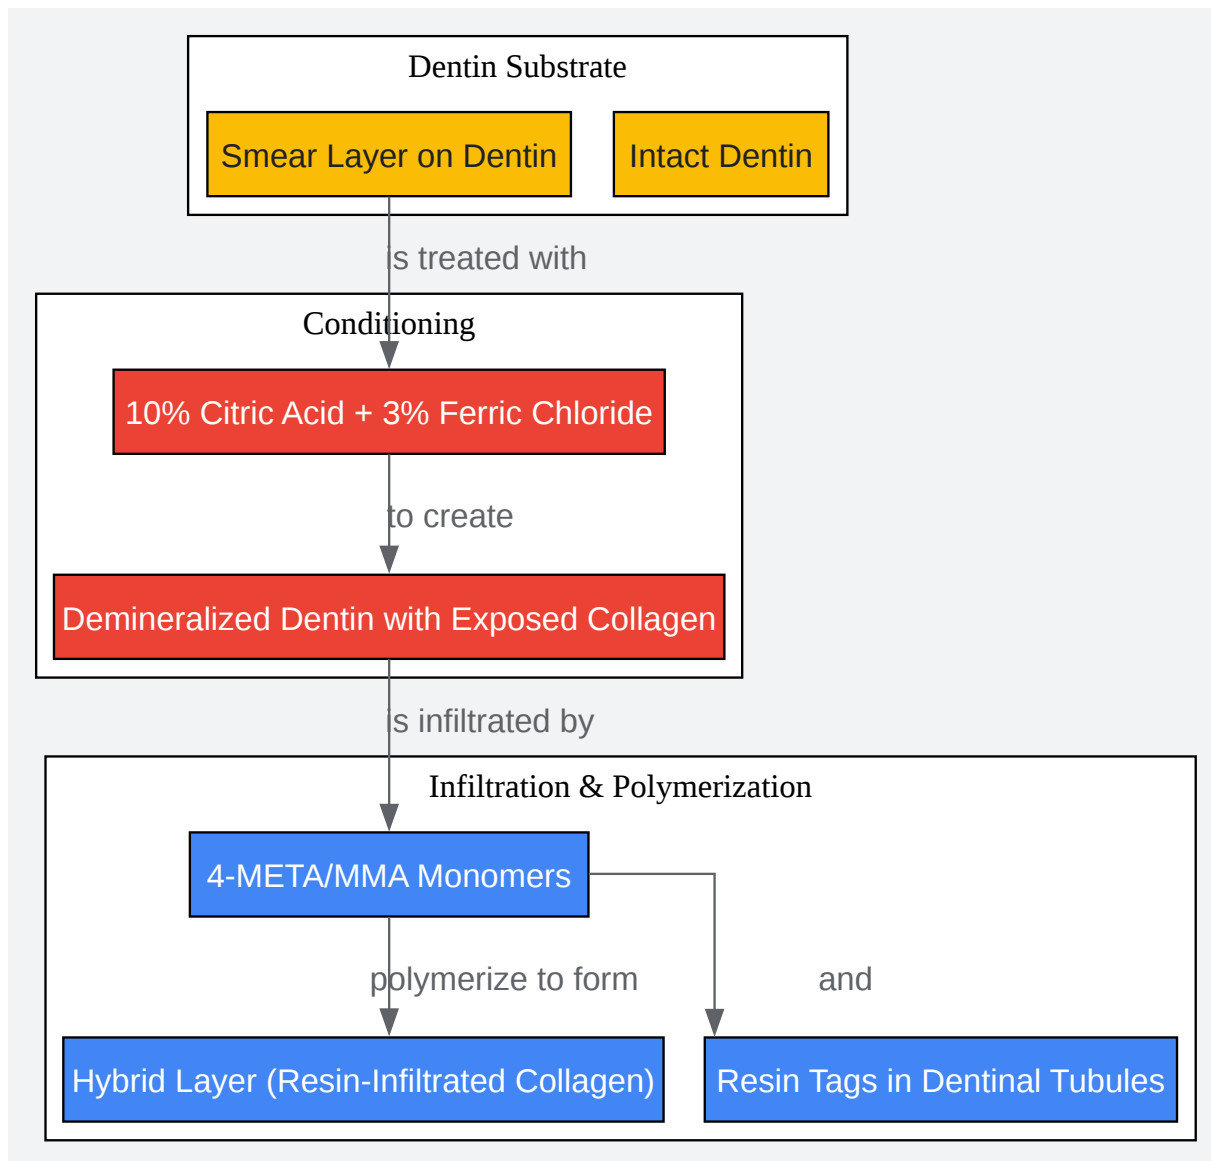 Dentin Substrate
Smear Layer on Dentin
Intact Dentin
is treated with
Conditioning
10% Citric Acid + 3% Ferric Chloride
to create
Demineralized Dentin with Exposed Collagen
is infiltrated by
Infiltration & Polymerization
4-META/MMA Monomers
polymerize to form
and
Hybrid Layer (Resin-Infiltrated Collagen)
Resin Tags in Dentinal Tubules